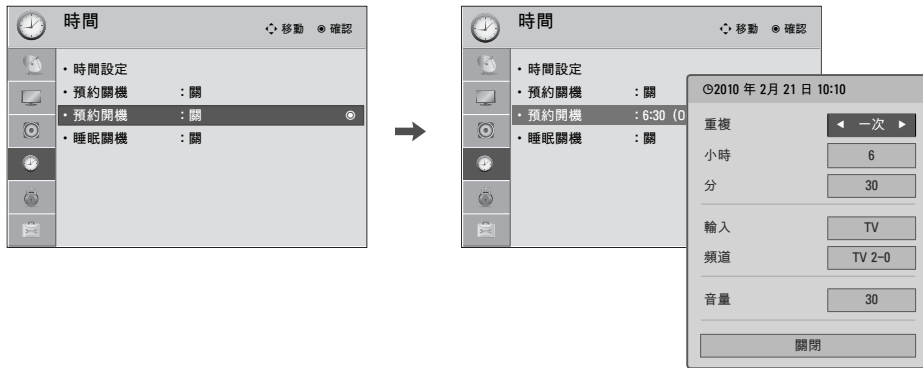 時間
移動 確認
・時間設定
・預約關機 ：關
・預約開機 ：關
・睡眠關機 ：關
時間
移動 確認
・時間設定
・預約關機 ：關
・預約開機 ：6:30 (O
・睡眠關機 ：關
2010 年 2月 21 日 10:10
重複 ◀ 一次 ▶
小時 6
分 30
輸入 TV
頻道 TV 2-0
音量 30
關閉